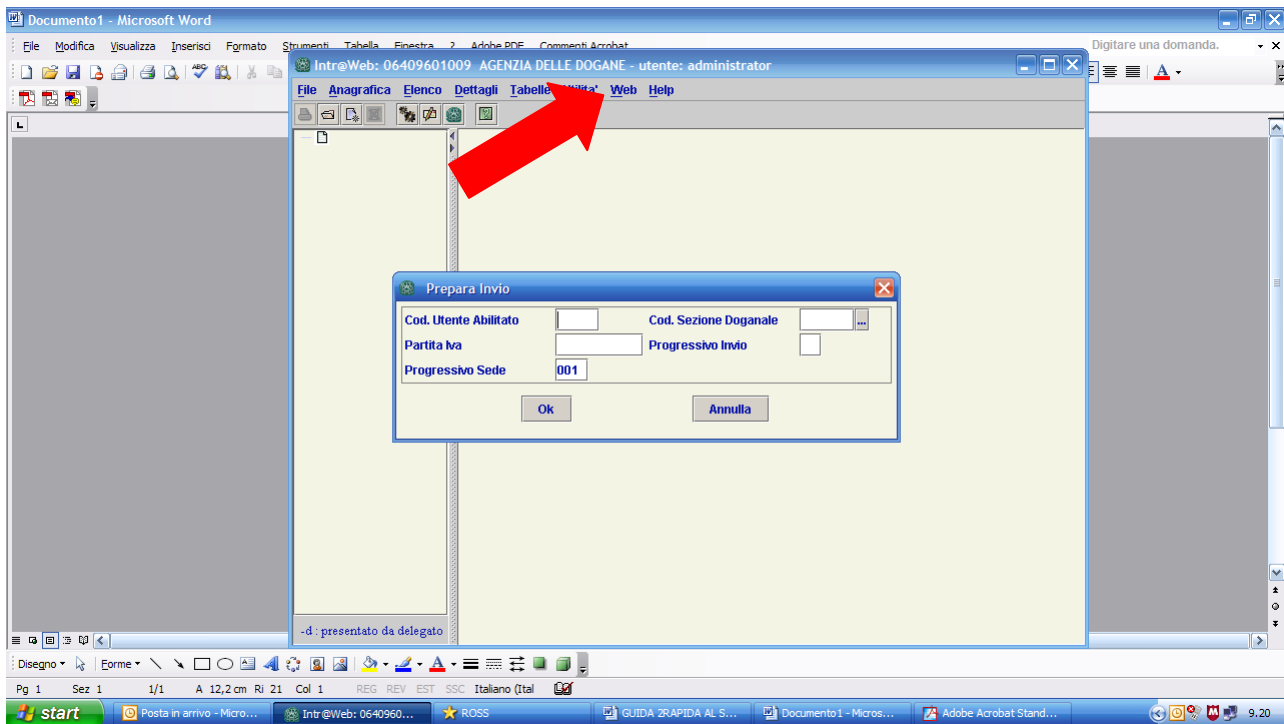 Documento1 - Microsoft Word
File Modifica Visualizza Inserisci Formato Strumenti Tabella Finestra ? Adobe PDF Commenti Acrobat
Digitare una domanda.
Intr@Web: 06409601009 AGENZIA DELLE DOGANE - utente: administrator
File Anagrafica Elenco Dettagli Tabelle Utilita' Web Help
Prepara Invio
Cod. Utente Abilitato
Cod. Sezione Doganale
...
Partita Iva
Progressivo Invio
Progressivo Sede
001
Ok
Annulla
-d : presentato da delegato
Disegno
Forme
Pg 1 Sez 1 1/1 A 12,2 cm Ri 21 Col 1 REG REV EST SSC Italiano (Ital
start
Posta in arrivo - Micro...
Intr@Web: 0640960...
ROSS
GUIDA 2RAPIDA AL S...
Documento1 - Micros...
Adobe Acrobat Stand...
9.20